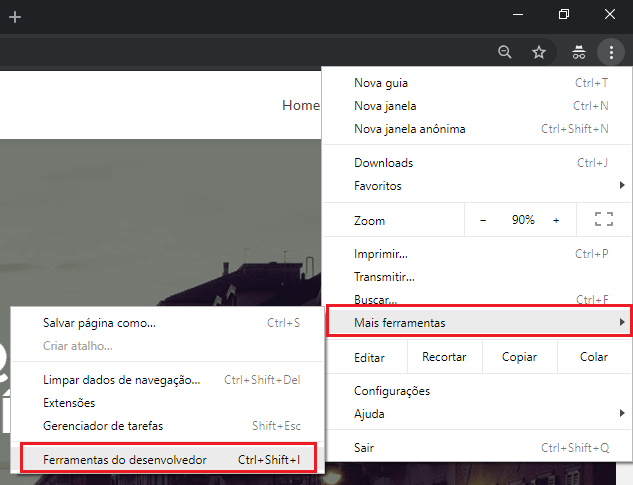 Home
Nova guia Ctrl+T
Nova janela Ctrl+N
Nova janela anônima Ctrl+Shift+N
Downloads Ctrl+J
Favoritos
Zoom - 90% +
Imprimir... Ctrl+P
Transmitir...
Buscar... Ctrl+F
Mais ferramentas
Editar Recortar Copiar Colar
Configurações
Ajuda
Sair Ctrl+Shift+Q
Salvar página como... Ctrl+S
Criar atalho...
Limpar dados de navegação... Ctrl+Shift+Del
Extensões
Gerenciador de tarefas Shift+Esc
Ferramentas do desenvolvedor Ctrl+Shift+I